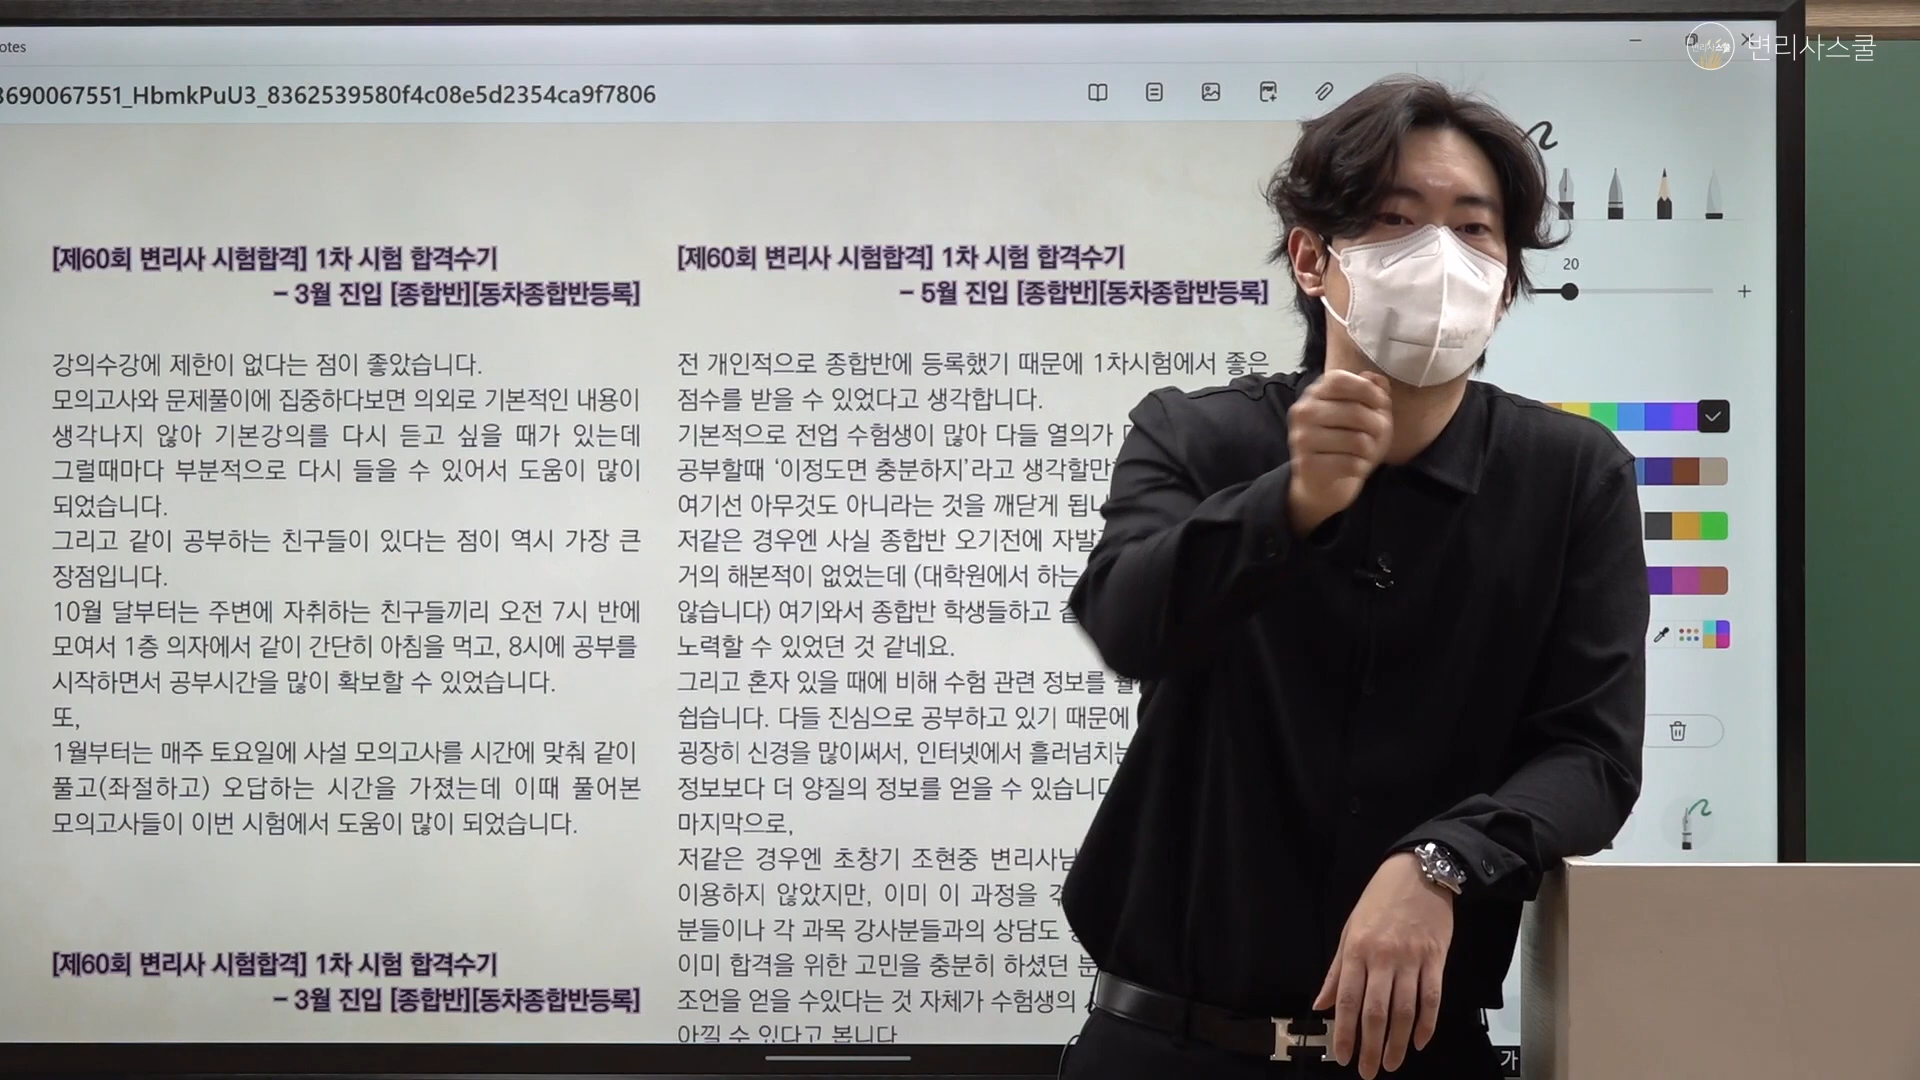 otes
변리사스쿨
3690067551_HbmkPuU3_8362539580f4c08e5d2354ca9f7806
[제60회 변리사 시험합격] 1차 시험 합격수기
– 3월 진입 [종합반][동차종합반등록]
강의수강에 제한이 없다는 점이 좋았습니다.
모의고사와 문제풀이에 집중하다보면 의외로 기본적인 내용이
생각나지 않아 기본강의를 다시 듣고 싶을 때가 있는데
그럴때마다 부분적으로 다시 들을 수 있어서 도움이 많이
되었습니다.
그리고 같이 공부하는 친구들이 있다는 점이 역시 가장 큰
장점입니다.
10월 달부터는 주변에 자취하는 친구들끼리 오전 7시 반에
모여서 1층 의자에서 같이 간단히 아침을 먹고, 8시에 공부를
시작하면서 공부시간을 많이 확보할 수 있었습니다.
또,
1월부터는 매주 토요일에 사설 모의고사를 시간에 맞춰 같이
풀고(좌절하고) 오답하는 시간을 가졌는데 이때 풀어본
모의고사들이 이번 시험에서 도움이 많이 되었습니다.
[제60회 변리사 시험합격] 1차 시험 합격수기
– 3월 진입 [종합반][동차종합반등록]
[제60회 변리사 시험합격] 1차 시험 합격수기
– 5월 진입 [종합반][동차종합반등록]
전 개인적으로 종합반에 등록했기 때문에 1차시험에서 좋은
점수를 받을 수 있었다고 생각합니다.
기본적으로 전업 수험생이 많아 다들 열의가
공부할때 ‘이정도면 충분하지’라고 생각할만
여기선 아무것도 아니라는 것을 깨닫게 됩니
저같은 경우엔 사실 종합반 오기전에 자발
거의 해본적이 없었는데 (대학원에서 하는
않습니다) 여기와서 종합반 학생들하고
노력할 수 있었던 것 같네요.
그리고 혼자 있을 때에 비해 수험 관련 정보를
쉽습니다. 다들 진심으로 공부하고 있기 때문에
굉장히 신경을 많이써서, 인터넷에서 흘러넘치는
정보보다 더 양질의 정보를 얻을 수 있습니다
마지막으로,
저같은 경우엔 초창기 조현중 변리사님
이용하지 않았지만, 이미 이 과정을
분들이나 각 과목 강사분들과의 상담도
이미 합격을 위한 고민을 충분히 하셨던
조언을 얻을 수있다는 것 자체가 수험생의
아낄 수 있다고 봅니다
20
가